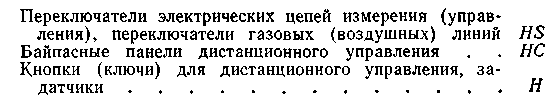 Переключатели электрических цепей измерения (управ-
ления), переключатели газовых (воздушных) линий HS
Байпасные панели дистанционного управления . . HC
Кнопки (ключи) для дистанционного управления, за-
датчики . . . . . . . . . . . . . . H